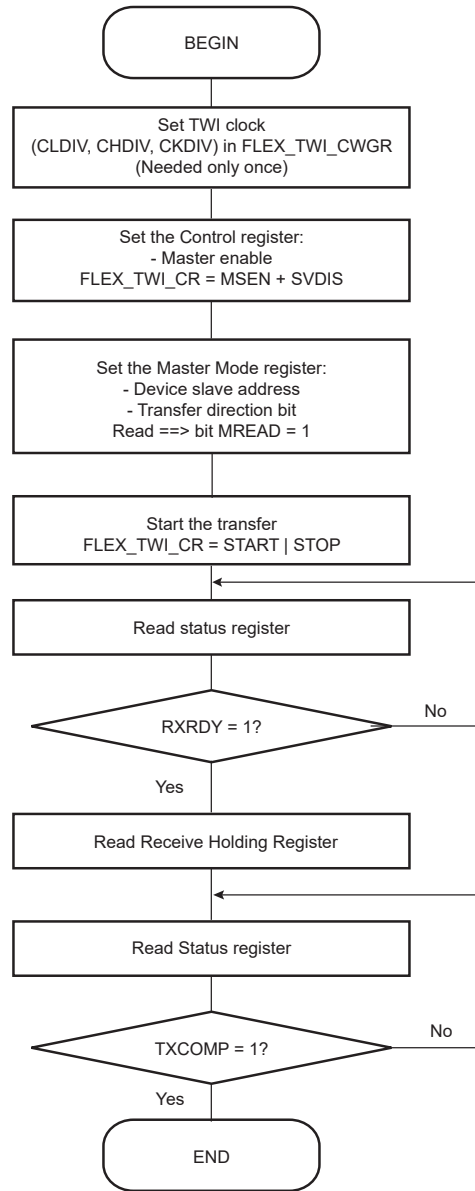 BEGIN
Set TWI clock
(CLDIV, CHDIV, CKDIV) in FLEX_TWI_CWGR
(Needed only once)
Set the Control register:
- Master enable
FLEX_TWI_CR = MSEN + SVDIS
Set the Master Mode register:
- Device slave address
- Transfer direction bit
Read ==> bit MREAD = 1
Start the transfer
FLEX_TWI_CR = START | STOP
Read status register
RXRDY = 1?
No
Yes
Read Receive Holding Register
Read Status register
TXCOMP = 1?
No
Yes
END